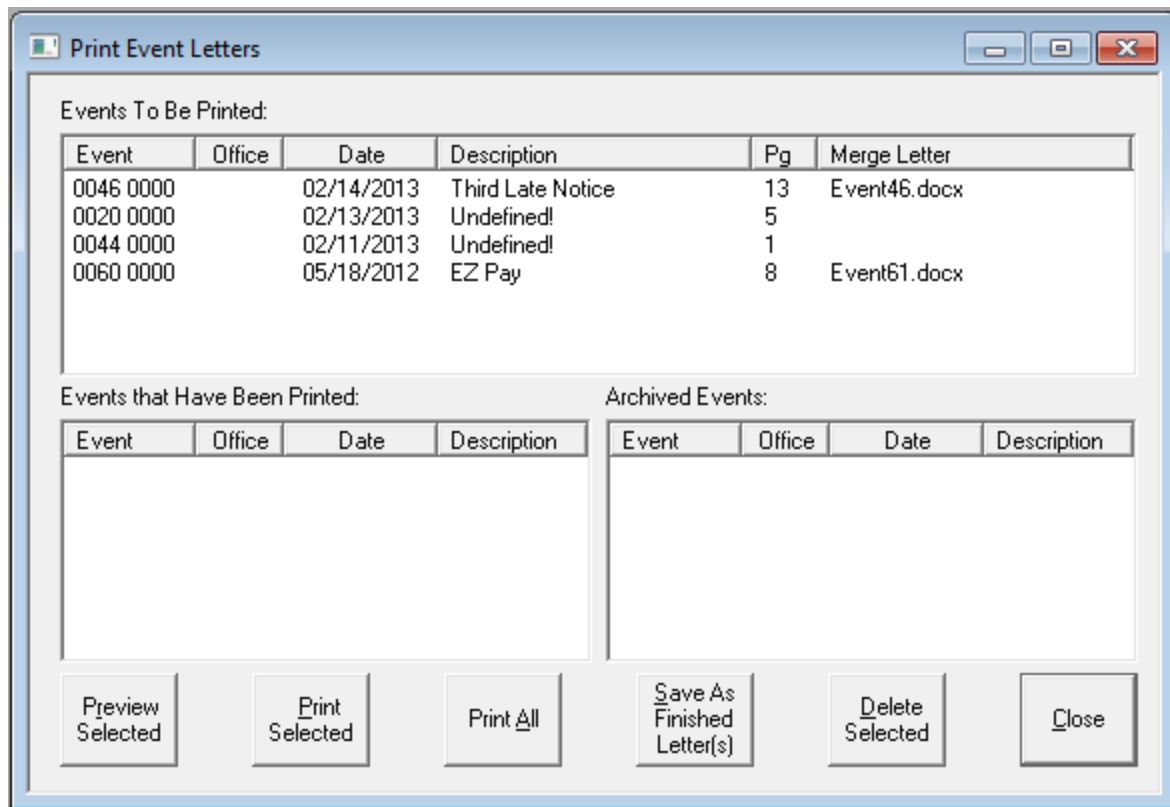 Print Event Letters
Events To Be Printed:
Event Office Date Description Pg Merge Letter
0046 0000 02/14/2013 Third Late Notice 13 Event46.docx
0020 0000 02/13/2013 Undefined! 5
0044 0000 02/11/2013 Undefined! 1
0060 0000 05/18/2012 EZ Pay 8 Event61.docx
Events that Have Been Printed: Archived Events:
Event Office Date Description Event Office Date Description
Preview
Selected
Print
Selected
Print All
Save As
Finished
Letter(s)
Delete
Selected
Close